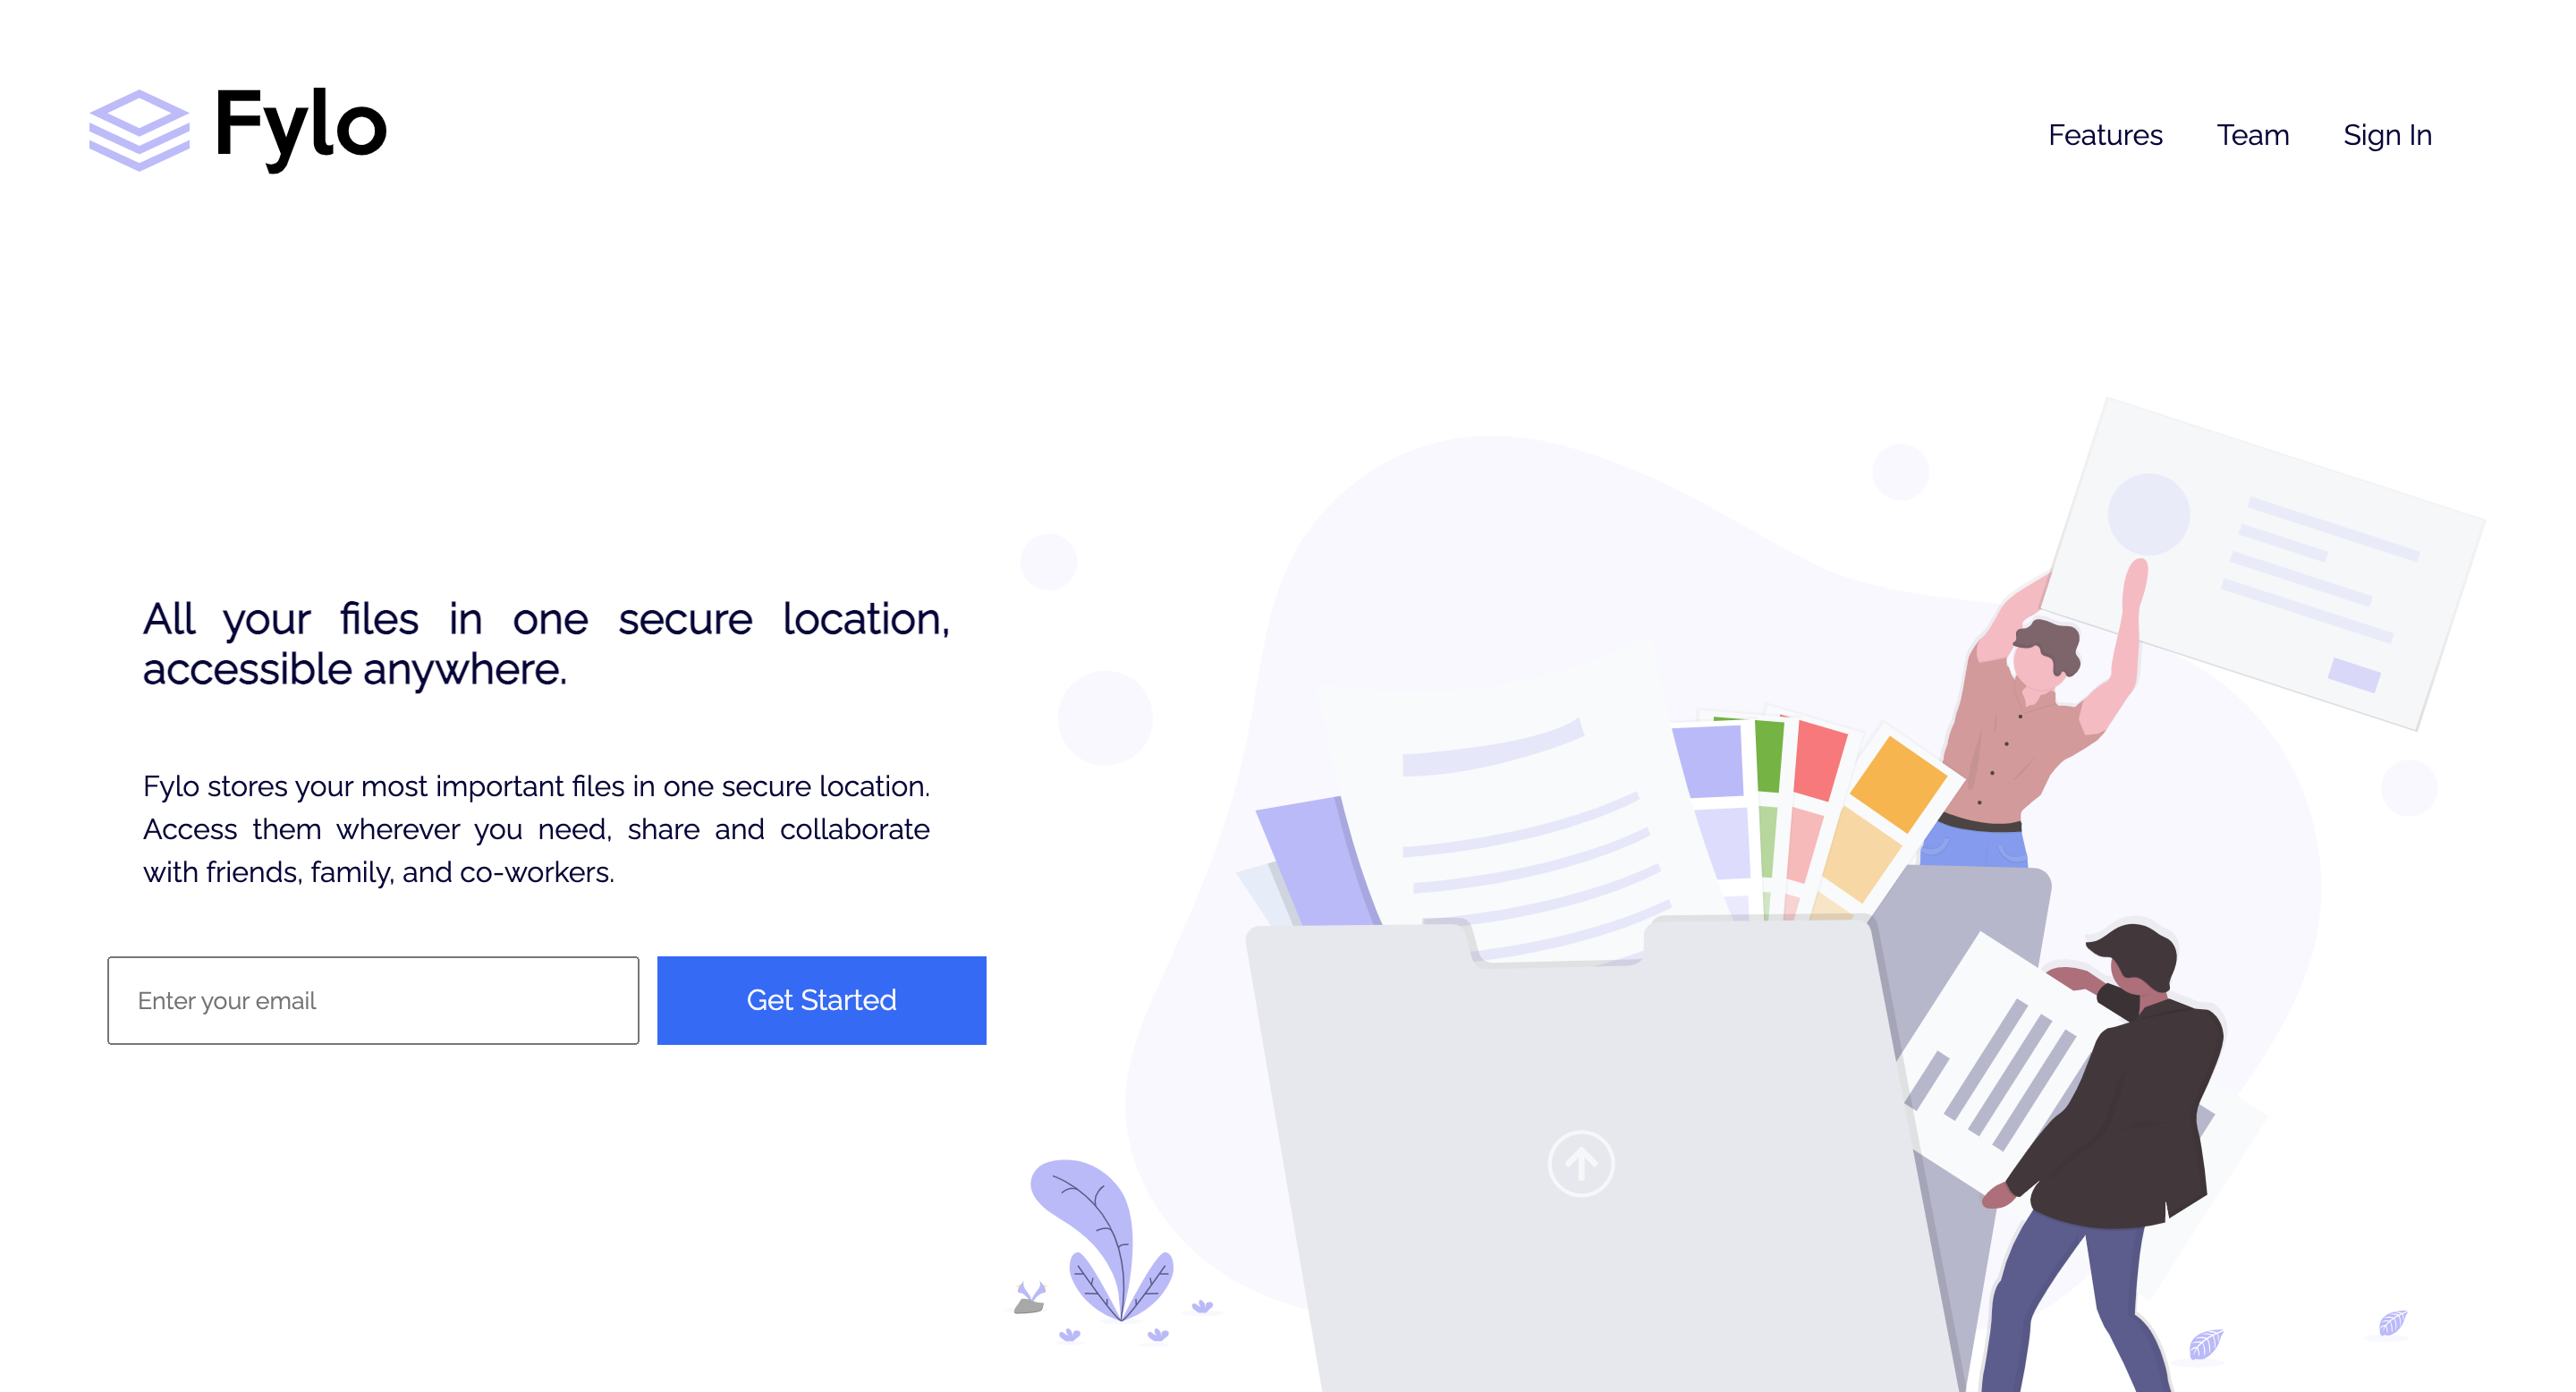 Fylo
Features
Team
Sign In
All your files in one secure location,
accessible anywhere.
Fylo stores your most important files in one secure location.
Access them wherever you need, share and collaborate
with friends, family, and co-workers.
Enter your email
Get Started